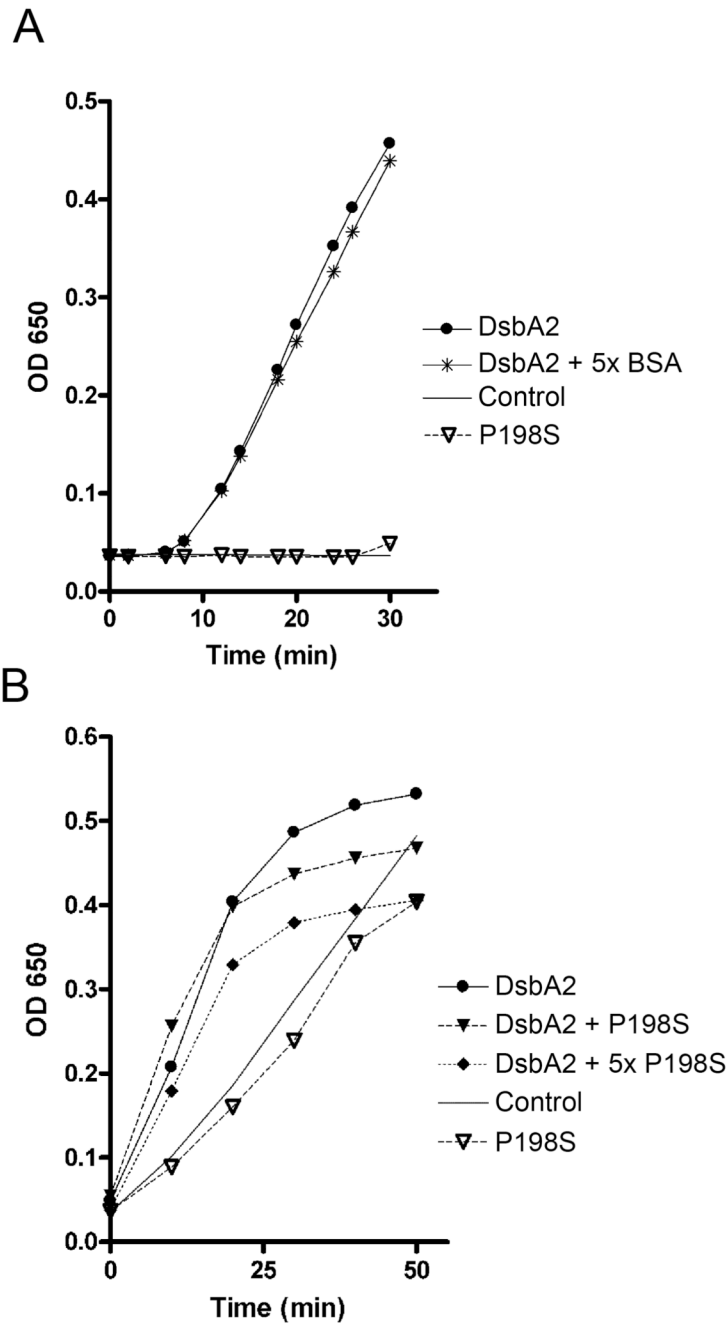 A
0.5
0.4
0.3
0.2
0.1
0.0
OD 650
0 10 20 30
Time (min)
DsbA2
DsbA2 + 5x BSA
Control
P198S
B
0.6
0.5
0.4
0.3
0.2
0.1
0.0
OD 650
0 25 50
Time (min)
DsbA2
DsbA2 + P198S
DsbA2 + 5x P198S
Control
P198S